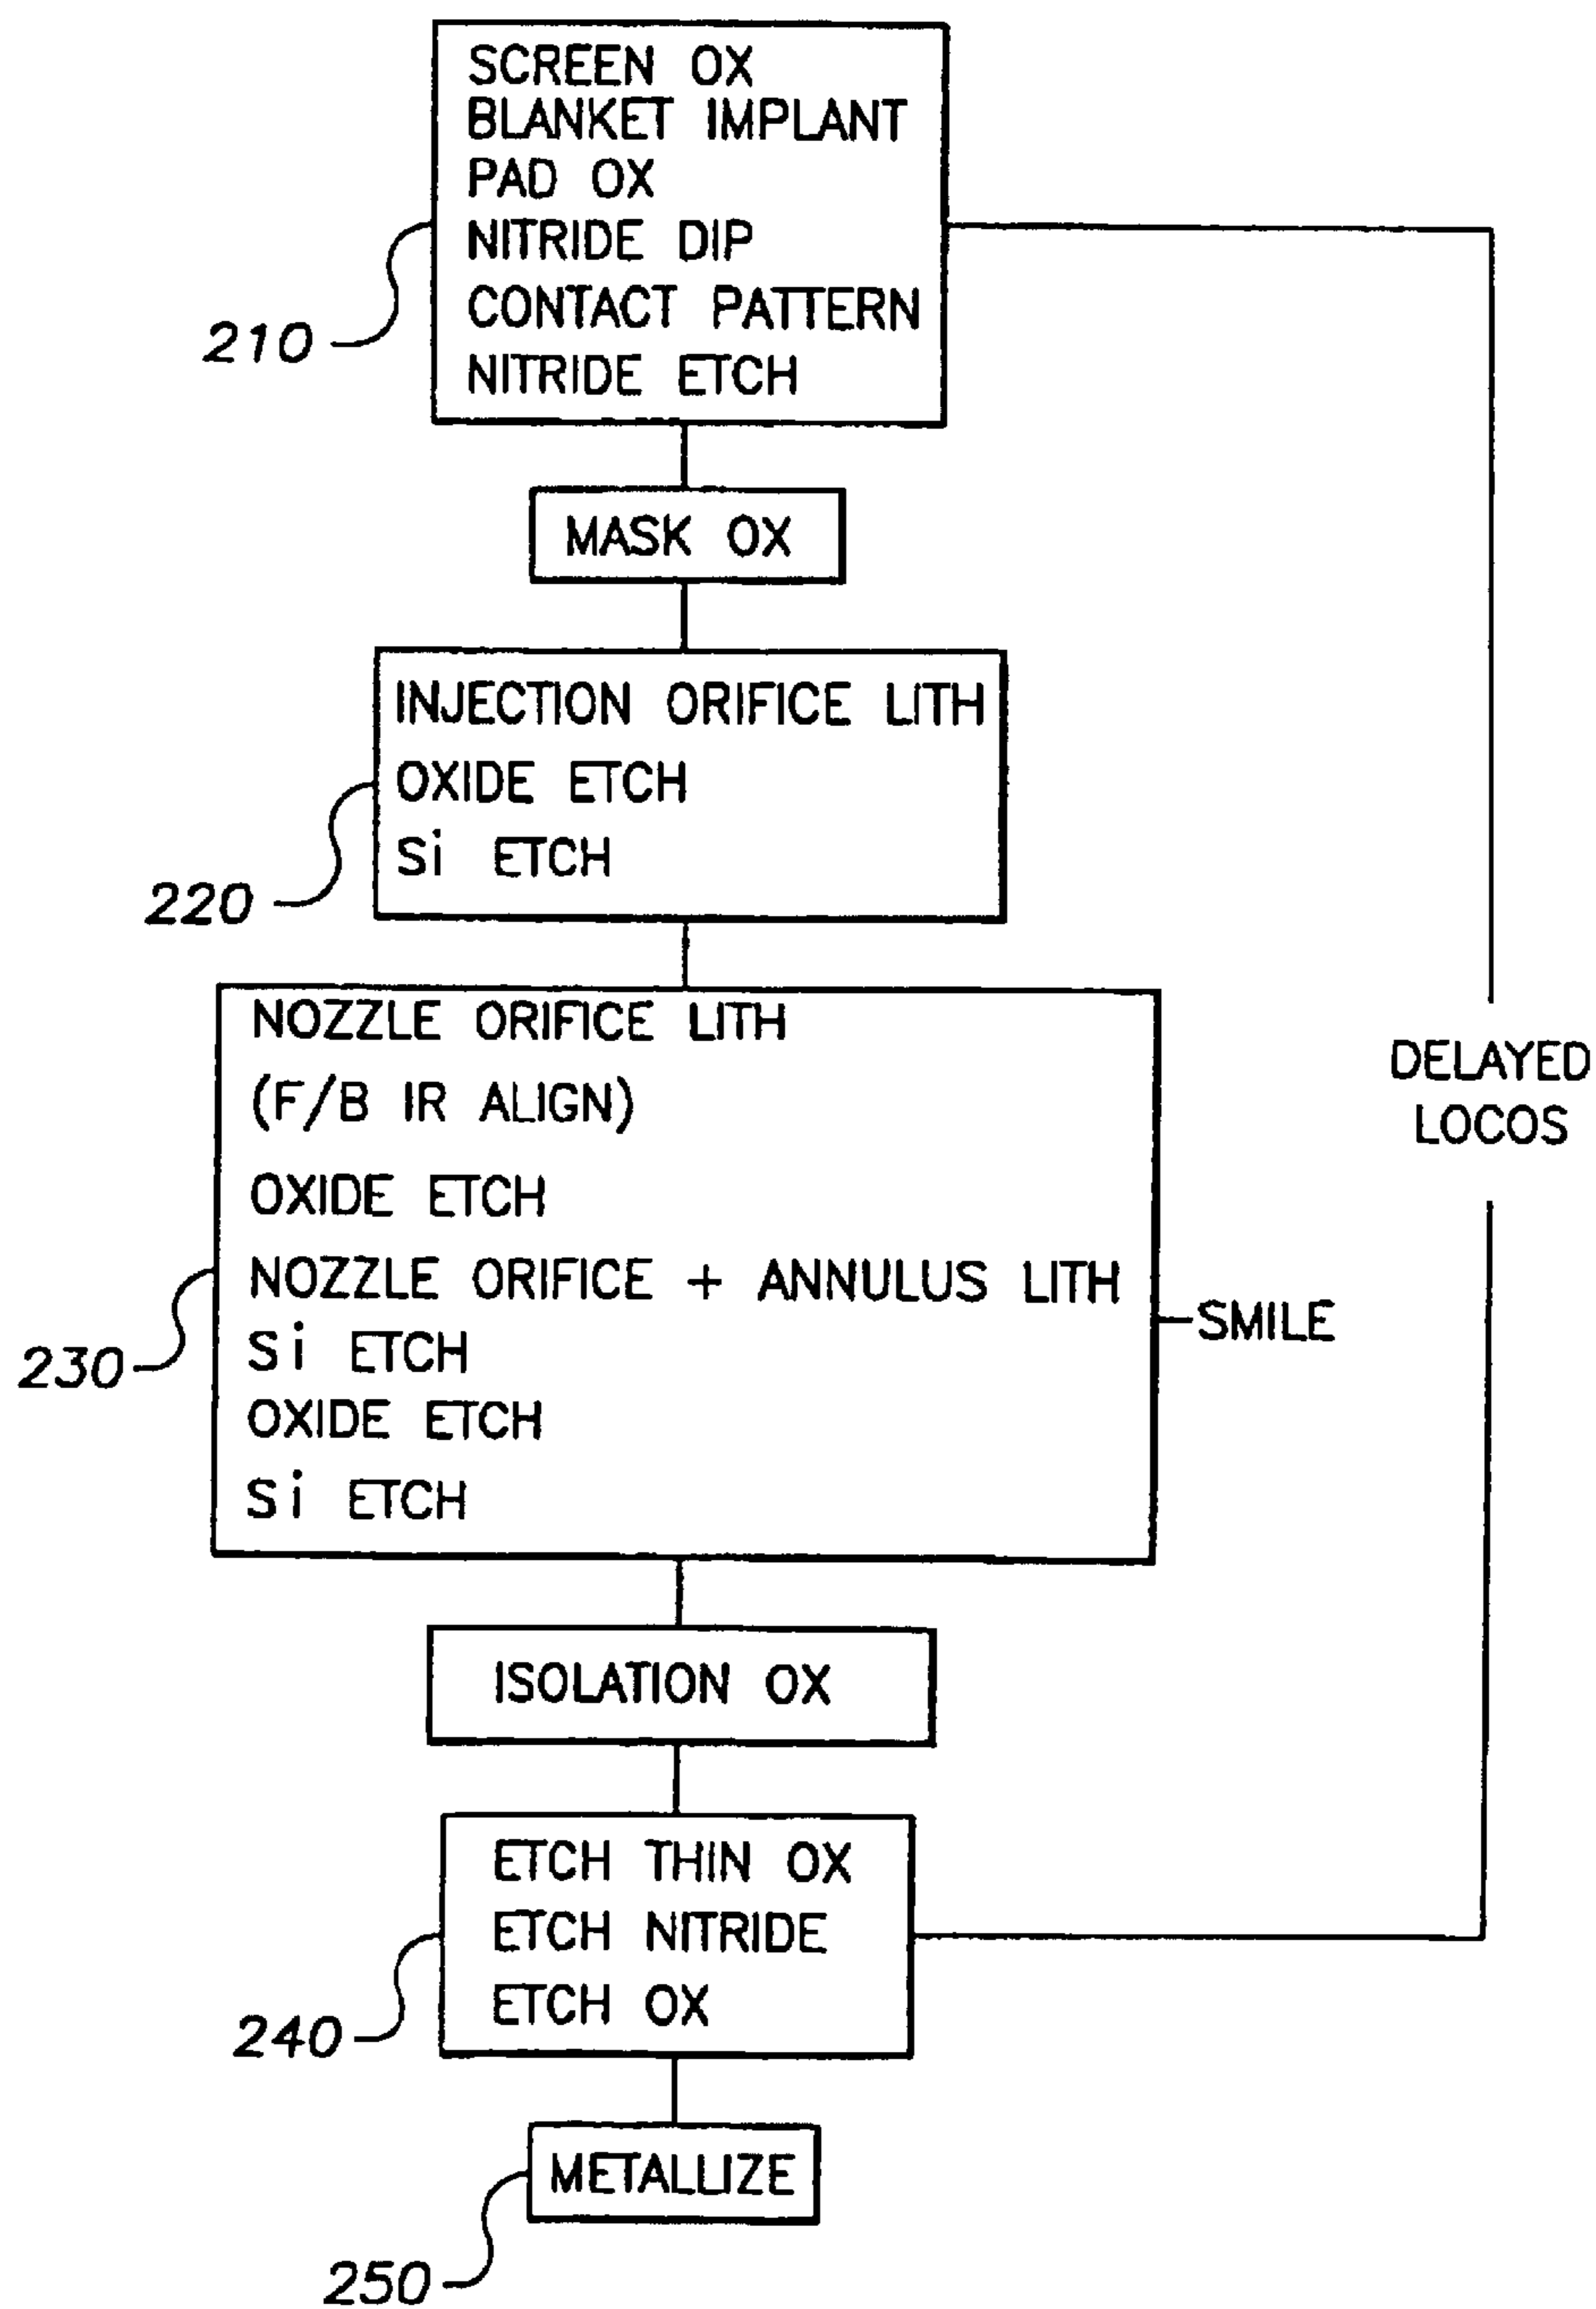 SCREEN OX
BLANKET IMPLANT
PAD OX
NITRIDE DIP
CONTACT PATTERN
NITRIDE ETCH
210
MASK OX
INJECTION ORIFICE LITH
OXIDE ETCH
Si ETCH
220
NOZZLE ORIFICE LITH
(F/B IR ALIGN)
OXIDE ETCH
NOZZLE ORIFICE + ANNULUS LITH
Si ETCH
OXIDE ETCH
Si ETCH
230
SMILE
DELAYED
LOCOS
ISOLATION OX
ETCH THIN OX
ETCH NITRIDE
ETCH OX
240
METALLIZE
250